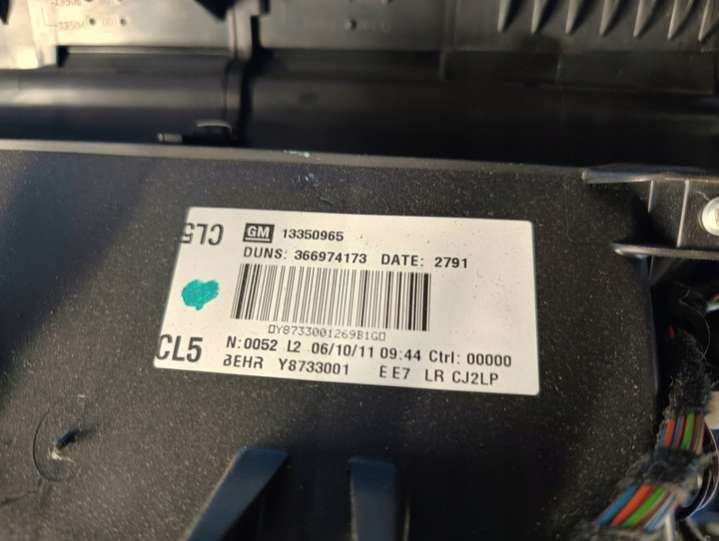 CL5
GM 13350965
DUNS: 366974173 DATE: 2791
DY8733001269B1GD
CL5
N:0052 L2 06/10/11 09:44 Ctrl: 00000
BEHR Y8733001 E E7 LR CJ2LP